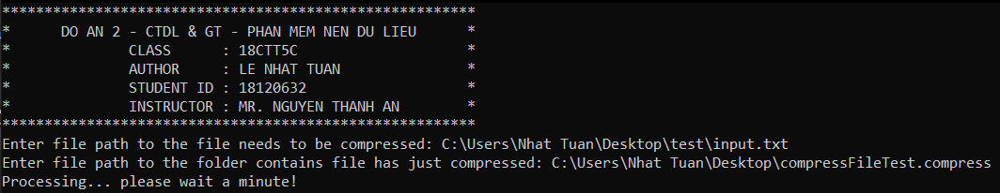 ********************************************************
*      DO AN 2 - CTDL & GT - PHAN MEM NEN DU LIEU      *
*              CLASS      : 18CTT5C                    *
*              AUTHOR     : LE NHAT TUAN               *
*              STUDENT ID : 18120632                   *
*              INSTRUCTOR : MR. NGUYEN THANH AN        *
********************************************************
Enter file path to the file needs to be compressed: C:\Users\Nhat Tuan\Desktop\test\input.txt
Enter file path to the folder contains file has just compressed: C:\Users\Nhat Tuan\Desktop\compressFileTest.compress
Processing... please wait a minute!